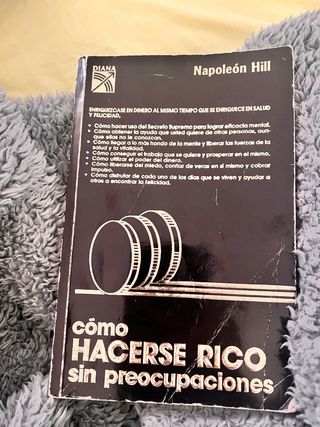 DIANA
Napoleón Hill
ENRIQUEZCASE EN DINERO AL MISMO TIEMPO QUE SE ENRIQUECE EN SALUD
Y FELICIDAD.
• Cómo hacer uso del Secreto Supremo para lograr eficacia mental.
• Cómo obtener la ayuda que usted quiere de otras personas, aun-
que ellas no le conozcan.
• Cómo llegar a lo más hondo de la mente y liberar las fuerzas de
la salud y la vitalidad.
• Cómo conseguir el trabajo que se quiere y prosperar en el mismo.
• Cómo utilizar el poder del dinero.
• Cómo liberarse del miedo, confiar de veras en sí mismo y cobrar
impulso.
• Cómo disfrutar de cada uno de los días que se viven y ayudar a
otros a encontrar la felicidad.
cómo
HACERSE RICO
sin preocupaciones